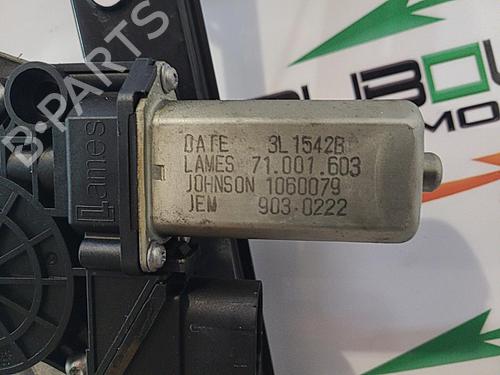 B-PARTS
Lames
DATE 3L1542B
LAMES 71.001.603
JOHNSON 1060079
JEM 903.0222